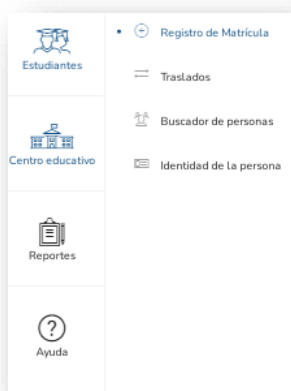 Estudiantes
Centro educativo
Reportes
Ayuda
Registro de Matrícula
Traslados
Buscador de personas
Identidad de la persona